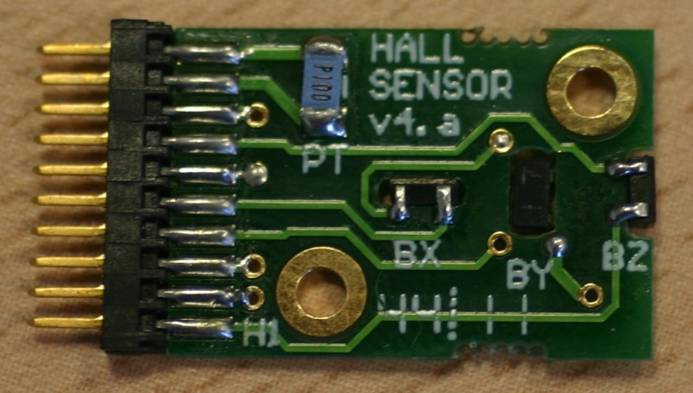 HALL
SENSOR
v4.a
P100
PT
BX
BY
BZ
H1